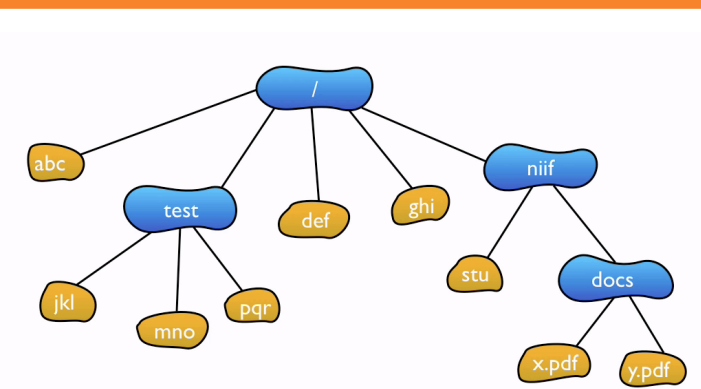 /
abc
test
def
ghi
niif
jkl
mno
pqr
stu
docs
x.pdf
y.pdf